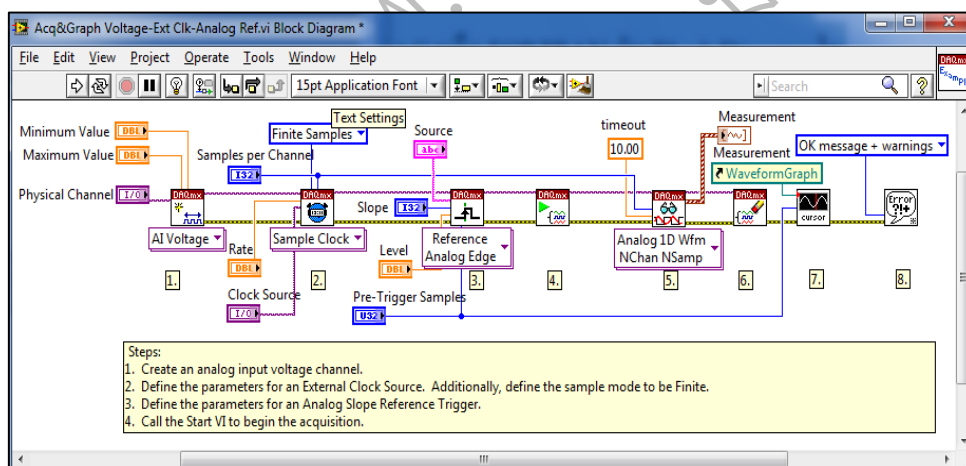 Acq&Graph Voltage-Ext Clk-Analog Ref.vi Block Diagram *
File Edit View Project Operate Tools Window Help
15pt Application Font
Search
DAQmx
Text Settings
Minimum Value DBL
Finite Samples
Source
abc
timeout
10.00
Measurement
Maximum Value DBL
Samples per Channel
I32
Measurement
OK message + warnings
WaveformGraph
Physical Channel I/O
DAQmx
DAQmx
Slope I32
DAQmx
DAQmx
DAQmx
DAQmx
cursor
Error
?!+
AI Voltage
Sample Clock
Reference
Analog Edge
Analog 1D Wfm
NChan NSamp
Rate
DBL
Level
DBL
1.
2.
3.
4.
5.
6.
7.
8.
Clock Source
I/O
Pre-Trigger Samples
U32
Steps:
1. Create an analog input voltage channel.
2. Define the parameters for an External Clock Source. Additionally, define the sample mode to be Finite.
3. Define the parameters for an Analog Slope Reference Trigger.
4. Call the Start VI to begin the acquisition.